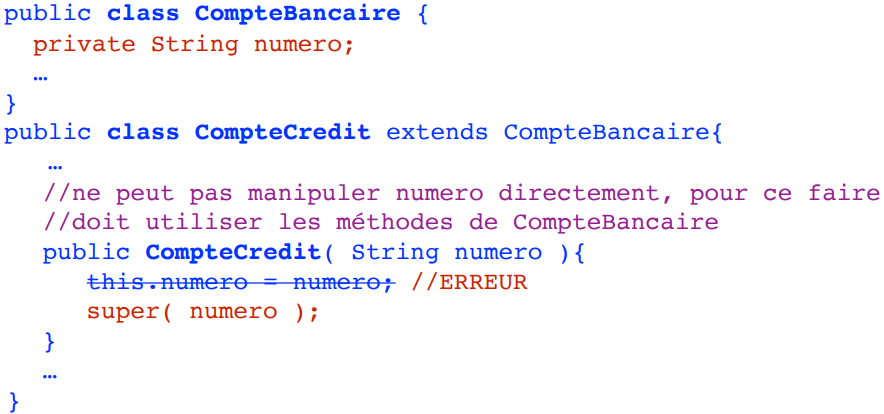 public class CompteBancaire {
private String numero;
…
}
public class CompteCredit extends CompteBancaire{
…
//ne peut pas manipuler numero directement, pour ce faire
//doit utiliser les méthodes de CompteBancaire
public CompteCredit( String numero ){
this.numero = numero; //ERREUR
super( numero );
}
…
}